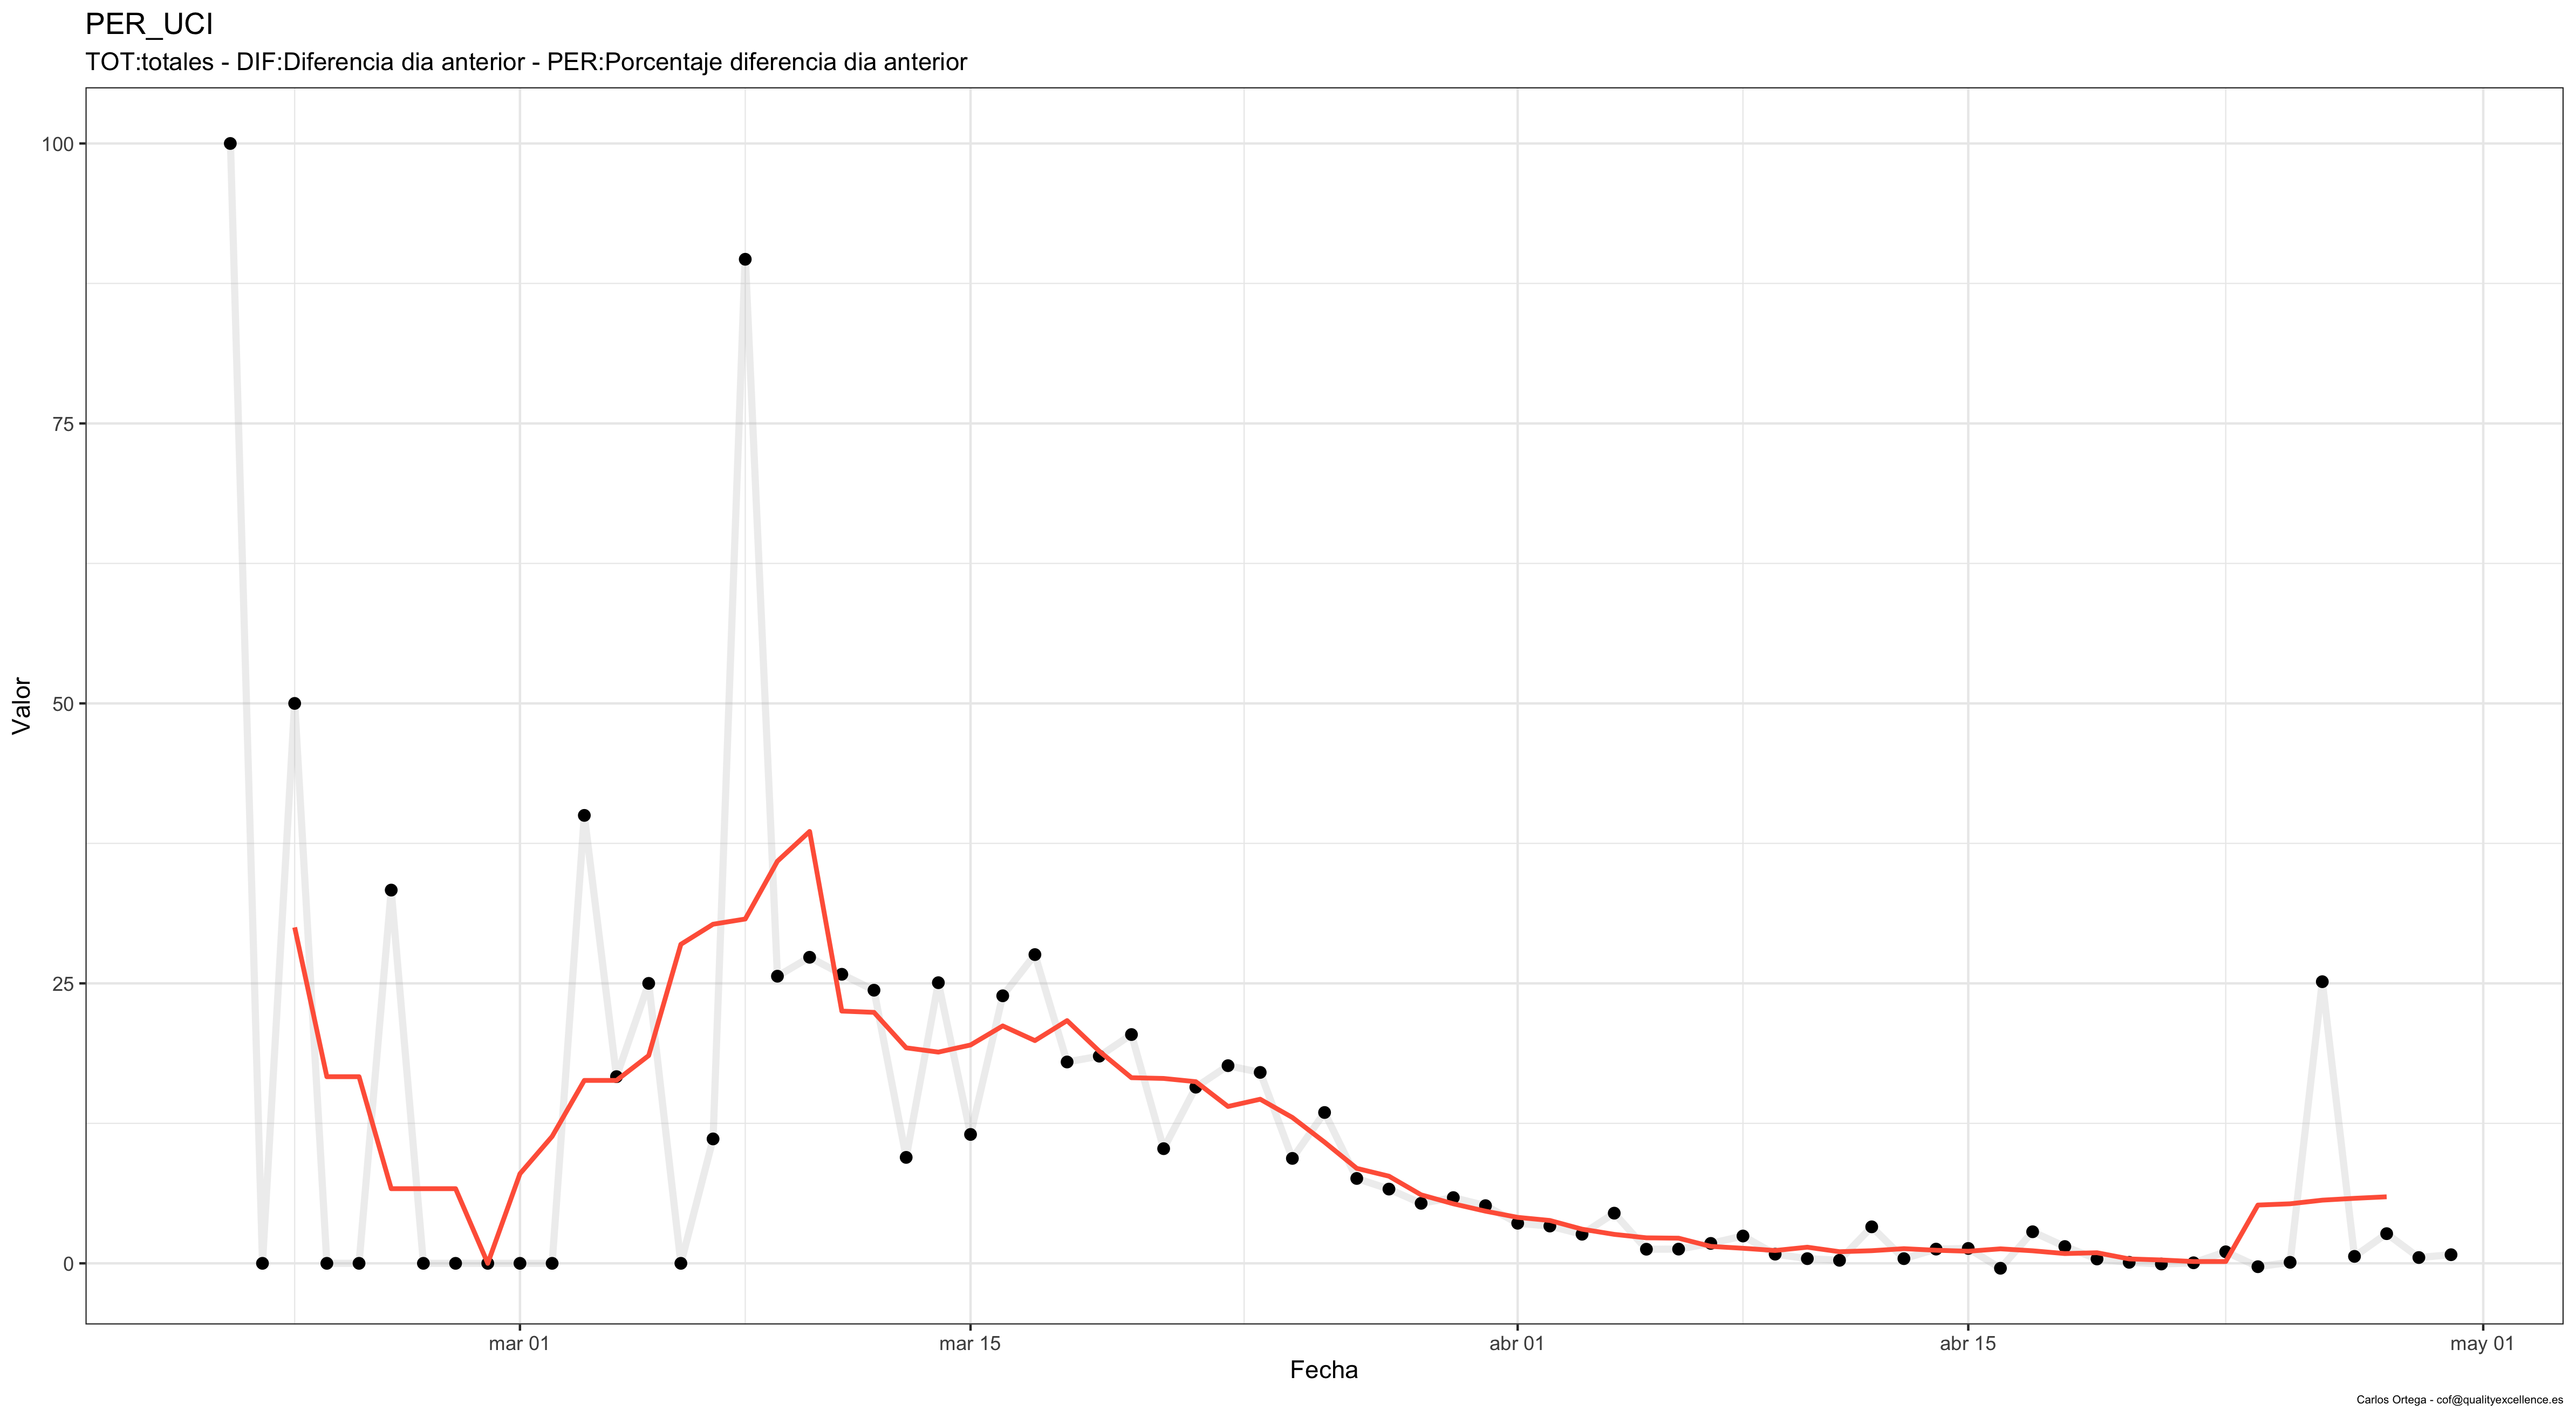 PER_UCI
TOT:totales - DIF:Diferencia dia anterior - PER:Porcentaje diferencia dia anterior
100
75
50
25
0
Valor
mar 01
mar 15
abr 01
abr 15
may 01
Fecha
Carlos Ortega - cof@qualityexcellence.es